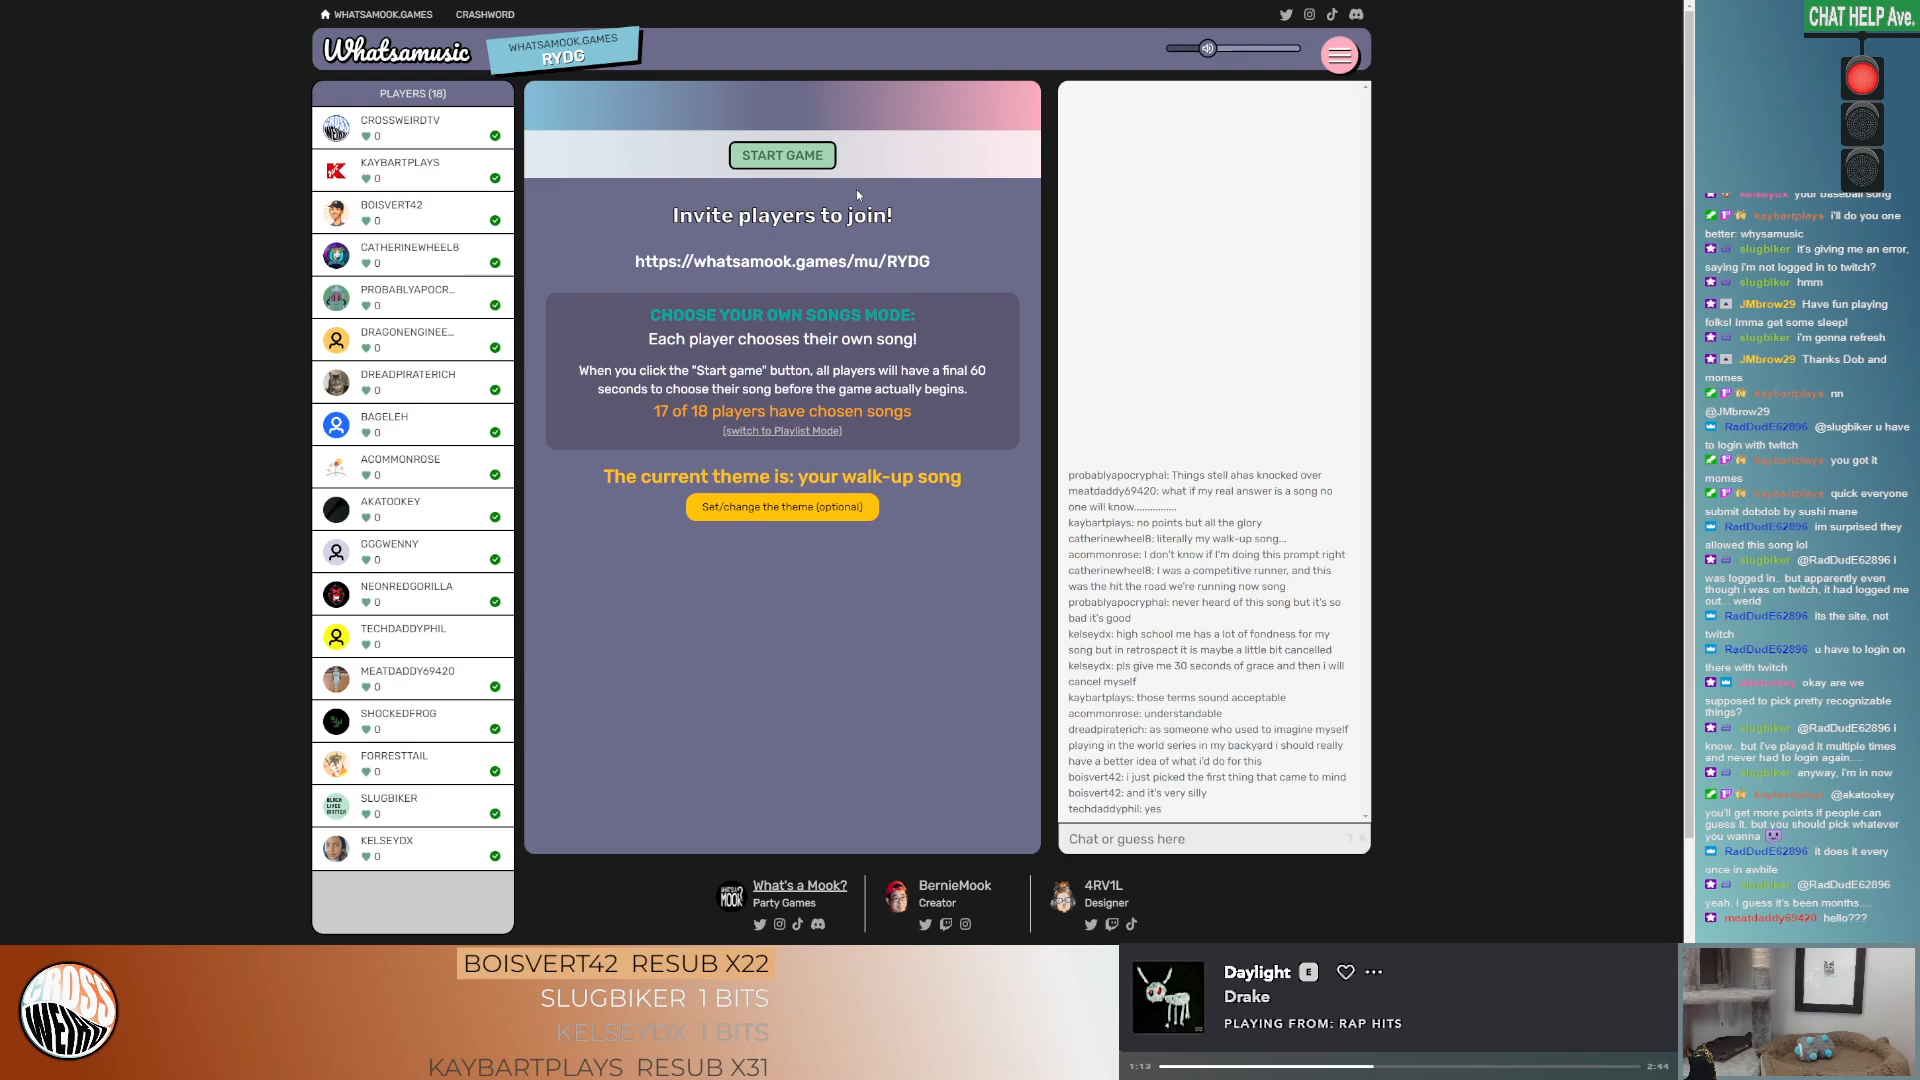 WHATSAMOOK.GAMES
CRASHWORD
Whatsamusic
WHATSAMOOK.GAMES
RYDG
PLAYERS (18)
CROSSWEIRDTV
0
KAYBARTPLAYS
0
BOISVERT42
0
CATHERINEWHEEL8
0
PROBABLYAPOCR...
0
DRAGONENGINEE...
0
DREADPIRATERICH
0
BAGELEH
0
ACOMMONROSE
0
AKATOOKEY
0
GGGWENNY
0
NEONREDGORILLA
0
TECHDADDYPHIL
0
MEATDADDY69420
0
SHOCKEDFROG
0
FORRESTTAIL
0
BLACK LIVES MATTER
SLUGBIKER
0
KELSEYDX
0
START GAME
Invite players to join!
https://whatsamook.games/mu/RYDG
CHOOSE YOUR OWN SONGS MODE:
Each player chooses their own song!
When you click the "Start game" button, all players will have a final 60
seconds to choose their song before the game actually begins.
17 of 18 players have chosen songs
(switch to Playlist Mode)
The current theme is: your walk-up song
Set/change the theme (optional)
probablyapocryphal: Things stell ahas knocked over
meatdaddy69420: what if my real answer is a song no
one will know................
kaybartplays: no points but all the glory
catherinewheel8: literally my walk-up song...
acommonrose: I don't know if I'm doing this prompt right
catherinewheel8: I was a competitive runner, and this
was the hit the road we're running now song
probablyapocryphal: never heard of this song but it's so
bad it's good
kelseydx: high school me has a lot of fondness for my
song but in retrospect it is maybe a little bit cancelled
kelseydx: pls give me 30 seconds of grace and then i will
cancel myself
kaybartplays: those terms sound acceptable
acommonrose: understandable
dreadpiraterich: as someone who used to imagine myself
playing in the world series in my backyard i should really
have a better idea of what i'd do for this
boisvert42: i just picked the first thing that came to mind
boisvert42: and it's very silly
techdaddyphil: yes
Chat or guess here
T A
What's a Mook?
Party Games
BernieMook
Creator
4RV1L
Designer
CHAT HELP Ave.
kelseydx your baseball song
kaybartplays i'll do you one
better: whysamusic
slugbiker it's giving me an error,
saying I'm not logged in to twitch?
slugbiker hmm
JMbrow29 Have fun playing
folks! Imma get some sleep!
slugbiker i'm gonna refresh
JMbrow29 Thanks Dob and
momes
kaybartplays nn
@JMbrow29
RadDudE62896 @slugbiker u have
to login with twitch
kaybartplays you got it
momes
kaybartplays quick everyone
submit dobdob by sushi mane
RadDudE62896 im surprised they
allowed this song lol
slugbiker @RadDudE62896 i
was logged in.. but apparently even
though i was on twitch, it had logged me
out... werid
RadDudE62896 its the site, not
twitch
RadDudE62896 u have to login on
there with twitch
akatookey okay are we
supposed to pick pretty recognizable
things?
slugbiker @RadDudE62896 i
know.. but i've played it multiple times
and never had to login again....
slugbiker anyway, i'm in now
kaybartplays @akatookey
you'll get more points if people can
guess it, but you should pick whatever
you wanna
RadDudE62896 it does it every
once in awhile
slugbiker @RadDudE62896
yeah, i guess it's been months....
meatdaddy69420 hello???
CROSS
WEIRD
BOISVERT42 RESUB X22
SLUGBIKER 1 BITS
KELSEYDX 1 BITS
KAYBARTPLAYS RESUB X31
Daylight E
Drake
PLAYING FROM: RAP HITS
1:13
2:44